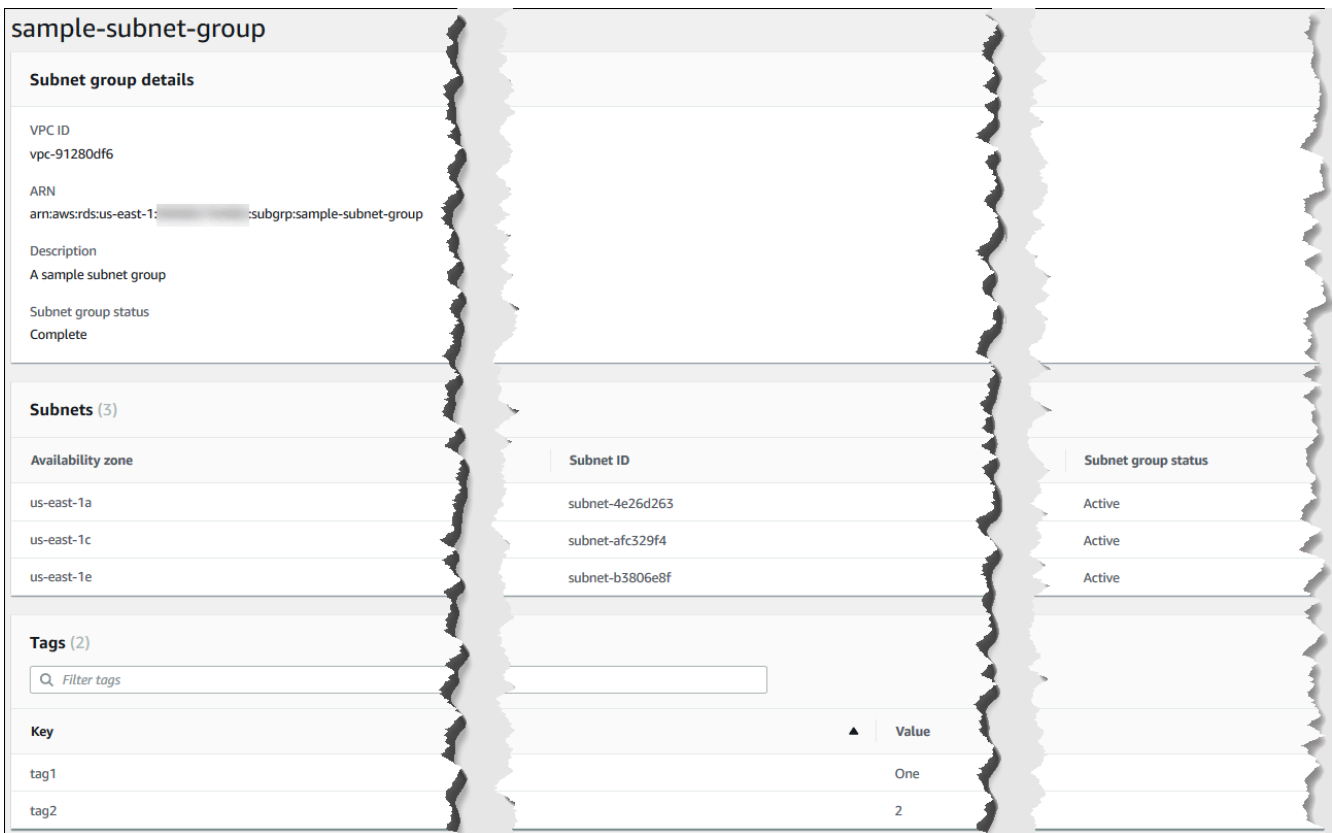 sample-subnet-group
Subnet group details
VPC ID
vpc-91280df6
ARN
arn:aws:rds:us-east-1: :subgrp:sample-subnet-group
Description
A sample subnet group
Subnet group status
Complete
Subnets (3)
Availability zone Subnet ID Subnet group status
us-east-1a subnet-4e26d263 Active
us-east-1c subnet-afc329f4 Active
us-east-1e subnet-b3806e8f Active
Tags (2)
Filter tags
Key Value
tag1 One
tag2 2